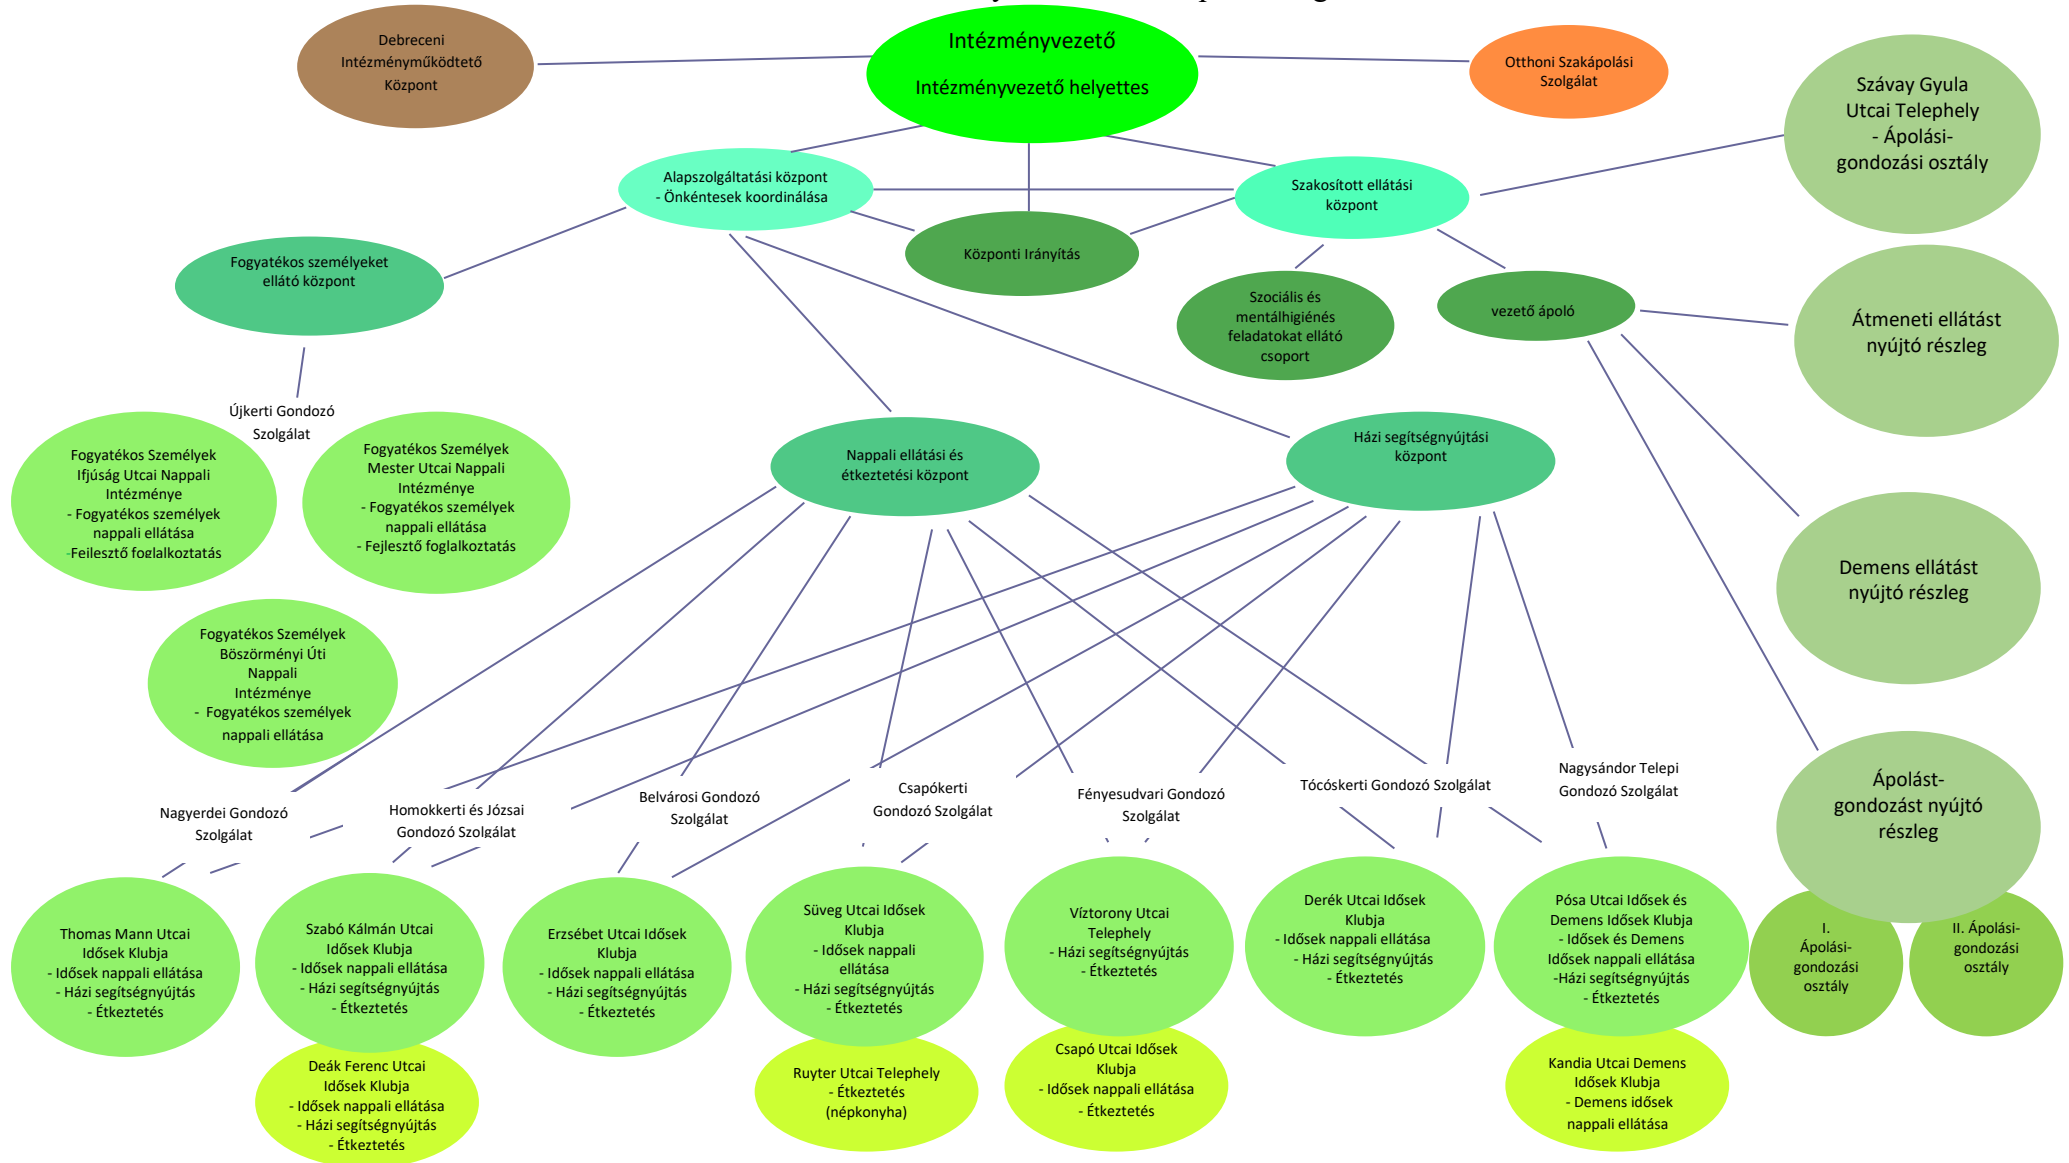 Debreceni
Intézményműködtető
Központ
Intézményvezető
Intézményvezető helyettes
Otthoni Szakápolási
Szolgálat
Szávay Gyula
Utcai Telephely
- Ápolási-
gondozási osztály
Alapszolgáltatási központ
- Önkéntesek koordinálása
Szakosított ellátási
központ
Központi Irányítás
Fogyatékos személyeket
ellátó központ
Szociális és
mentálhigiénés
feladatokat ellátó
csoport
vezető ápoló
Átmeneti ellátást
nyújtó részleg
Újkerti Gondozó
Szolgálat
Fogyatékos Személyek
Ifjúság Utcai Nappali
Intézménye
- Fogyatékos személyek
nappali ellátása
-Fejlesztő foglalkoztatás
Fogyatékos Személyek
Mester Utcai Nappali
Intézménye
- Fogyatékos személyek
nappali ellátása
- Fejlesztő foglalkoztatás
Nappali ellátási és
étkeztetési központ
Házi segítségnyújtási
központ
Demens ellátást
nyújtó részleg
Fogyatékos Személyek
Böszörményi Úti
Nappali
Intézménye
- Fogyatékos személyek
nappali ellátása
Ápolást-
gondozást nyújtó
részleg
Nagyerdei Gondozó
Szolgálat
Homokkerti és Józsai
Gondozó Szolgálat
Belvárosi Gondozó
Szolgálat
Csapókerti
Gondozó Szolgálat
Fényesudvari Gondozó
Szolgálat
Tócóskerti Gondozó Szolgálat
Nagysándor Telepi
Gondozó Szolgálat
Thomas Mann Utcai
Idősek Klubja
- Idősek nappali ellátása
- Házi segítségnyújtás
- Étkeztetés
Szabó Kálmán Utcai
Idősek Klubja
- Idősek nappali ellátása
- Házi segítségnyújtás
- Étkeztetés
Erzsébet Utcai Idősek
Klubja
- Idősek nappali ellátása
- Házi segítségnyújtás
- Étkeztetés
Süveg Utcai Idősek
Klubja
- Idősek nappali
ellátása
- Házi segítségnyújtás
- Étkeztetés
Víztorony Utcai
Telephely
- Házi segítségnyújtás
- Étkeztetés
Derék Utcai Idősek
Klubja
- Idősek nappali ellátása
- Házi segítségnyújtás
- Étkeztetés
Pósa Utcai Idősek és
Demens Idősek Klubja
- Idősek és Demens
Idősek nappali ellátása
-Házi segítségnyújtás
- Étkeztetés
I.
Ápolási-
gondozási
osztály
II. Ápolási-
gondozási
osztály
Deák Ferenc Utcai
Idősek Klubja
- Idősek nappali ellátása
- Házi segítségnyújtás
- Étkeztetés
Ruyter Utcai Telephely
- Étkeztetés
(népkonyha)
Csapó Utcai Idősek
Klubja
- Idősek nappali ellátása
- Étkeztetés
Kandia Utcai Demens
Idősek Klubja
- Demens idősek
nappali ellátása